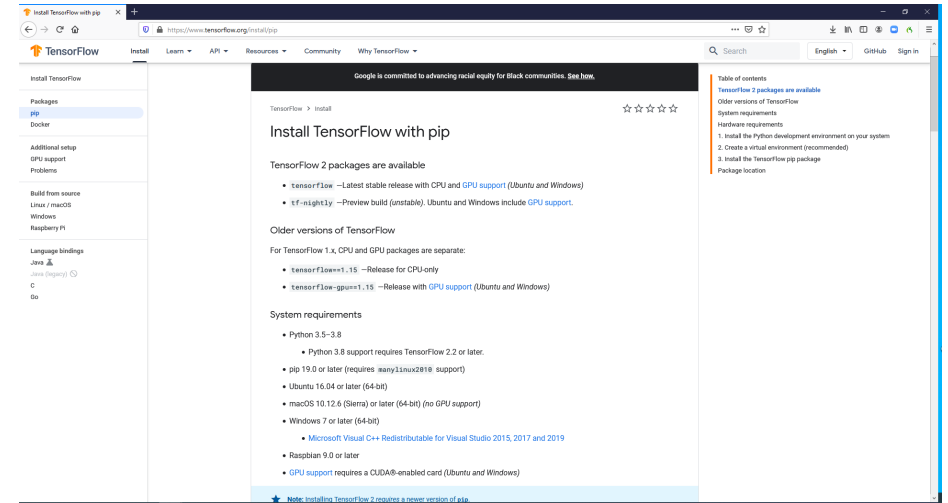 Install TensorFlow with pip
https://www.tensorflow.org/install/pip
TensorFlow
Install
Learn
API
Resources
Community
Why TensorFlow
Search
English
GitHub
Sign in
Google is committed to advancing racial equity for Black communities. See how.
Install TensorFlow
Packages
pip
Docker
Additional setup
GPU support
Problems
Build from source
Linux / macOS
Windows
Raspberry Pi
Language bindings
Java
Java (legacy)
C
Go
TensorFlow > Install
Install TensorFlow with pip
TensorFlow 2 packages are available
• tensorflow —Latest stable release with CPU and GPU support (Ubuntu and Windows)
• tf-nightly —Preview build (unstable). Ubuntu and Windows include GPU support.
Older versions of TensorFlow
For TensorFlow 1.x, CPU and GPU packages are separate:
• tensorflow==1.15 —Release for CPU-only
• tensorflow-gpu==1.15 —Release with GPU support (Ubuntu and Windows)
System requirements
• Python 3.5–3.8
• Python 3.8 support requires TensorFlow 2.2 or later.
• pip 19.0 or later (requires manylinux2010 support)
• Ubuntu 16.04 or later (64-bit)
• macOS 10.12.6 (Sierra) or later (64-bit) (no GPU support)
• Windows 7 or later (64-bit)
• Microsoft Visual C++ Redistributable for Visual Studio 2015, 2017 and 2019
• Raspbian 9.0 or later
• GPU support requires a CUDA®-enabled card (Ubuntu and Windows)
Note: Installing TensorFlow 2 requires a newer version of pip.
Table of contents
TensorFlow 2 packages are available
Older versions of TensorFlow
System requirements
Hardware requirements
1. Install the Python development environment on your system
2. Create a virtual environment (recommended)
3. Install the TensorFlow pip package
Package location